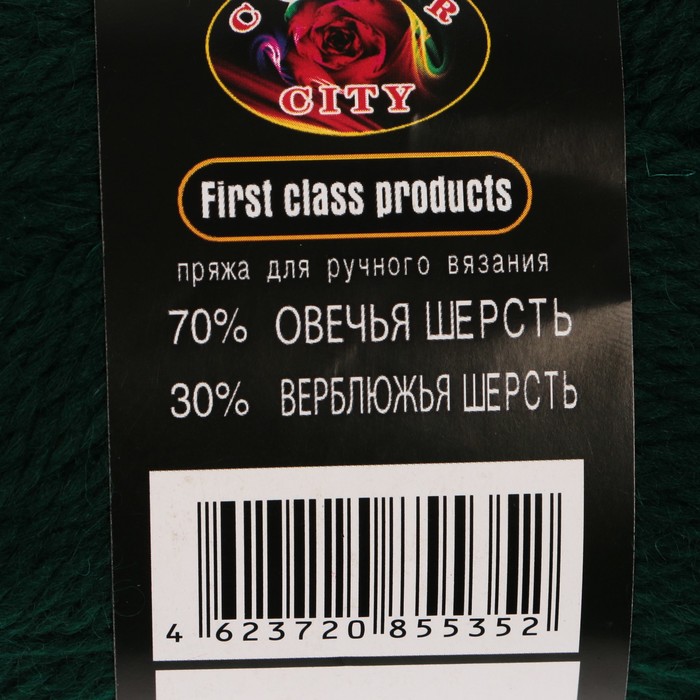 CITY
First class products
пряжа для ручного вязания
70% ОВЕЧЬЯ ШЕРСТЬ
30% ВЕРБЛЮЖЬЯ ШЕРСТЬ
4 623720 855352